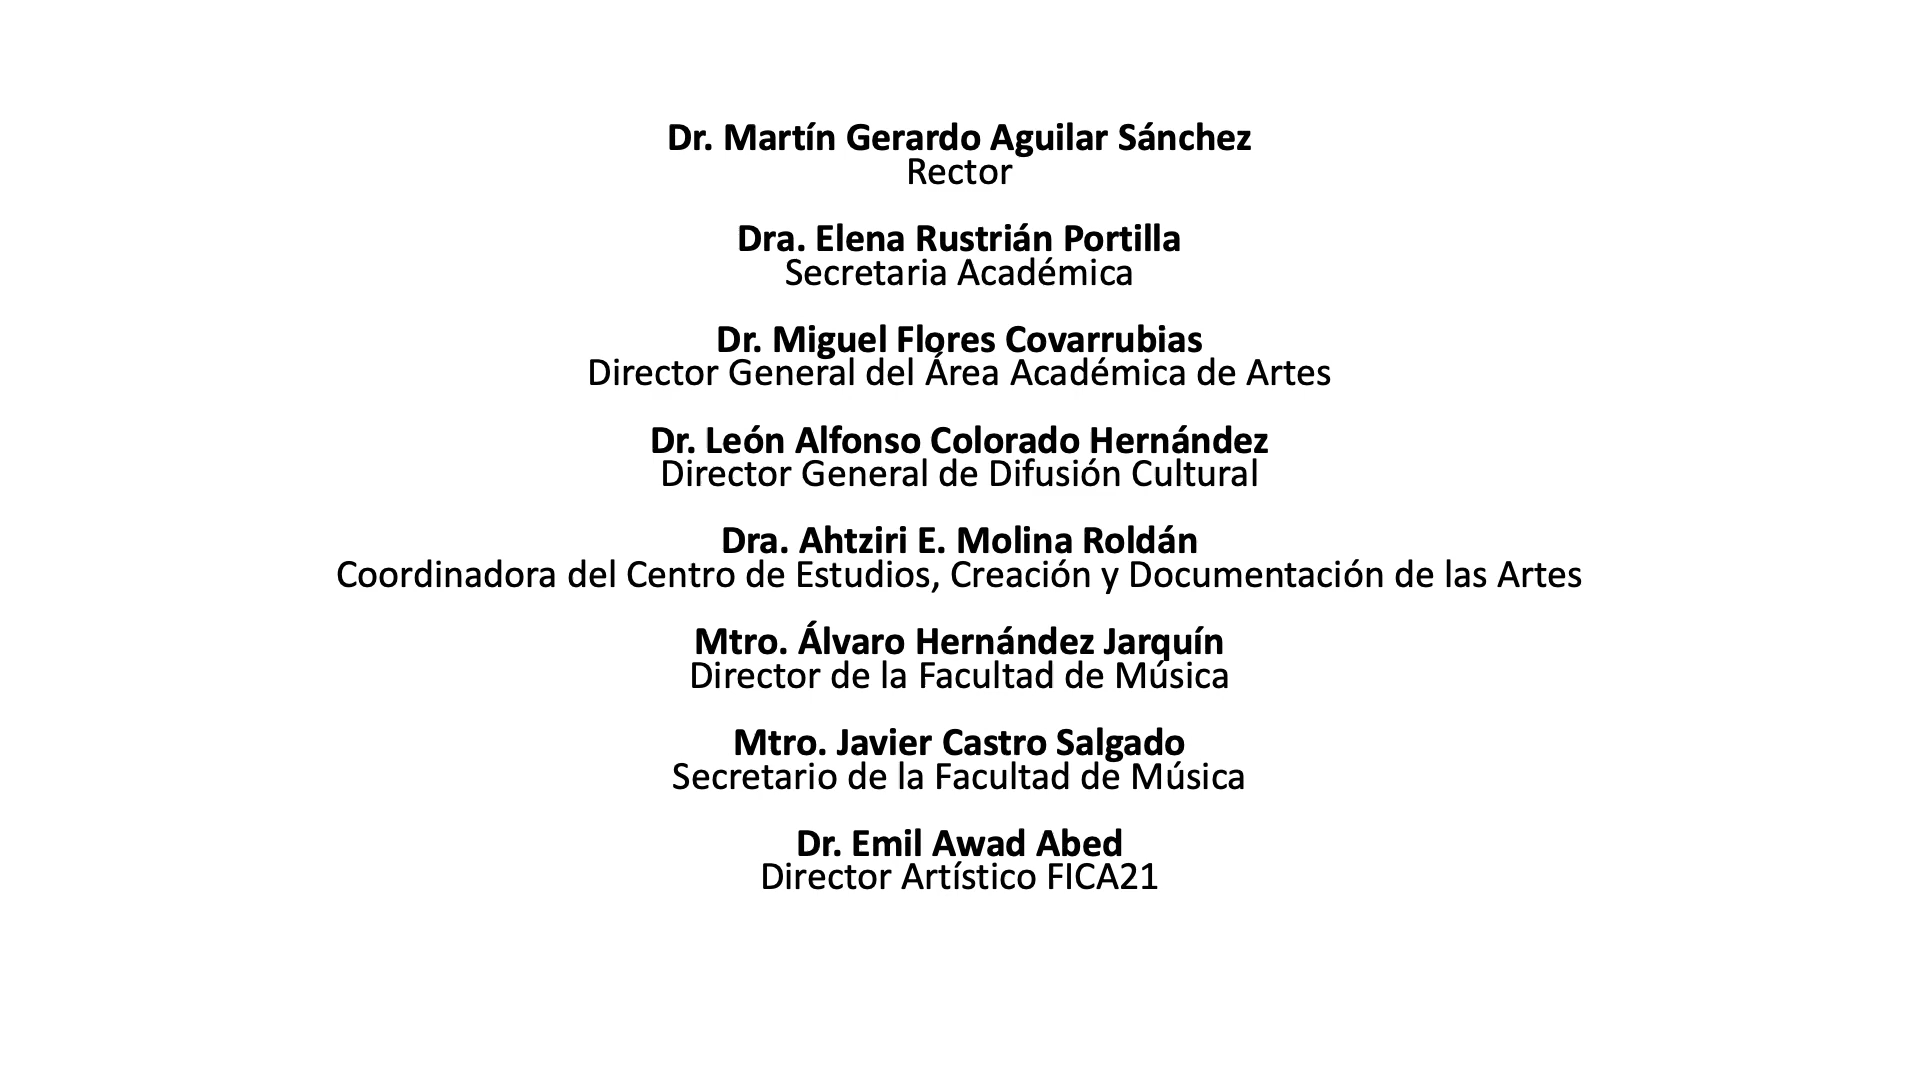 Dr. Martín Gerardo Aguilar Sánchez
Rector
Dra. Elena Rustrián Portilla
Secretaria Académica
Dr. Miguel Flores Covarrubias
Director General del Área Académica de Artes
Dr. León Alfonso Colorado Hernández
Director General de Difusión Cultural
Dra. Ahtziri E. Molina Roldán
Coordinadora del Centro de Estudios, Creación y Documentación de las Artes
Mtro. Álvaro Hernández Jarquín
Director de la Facultad de Música
Mtro. Javier Castro Salgado
Secretario de la Facultad de Música
Dr. Emil Awad Abed
Director Artístico FICA21